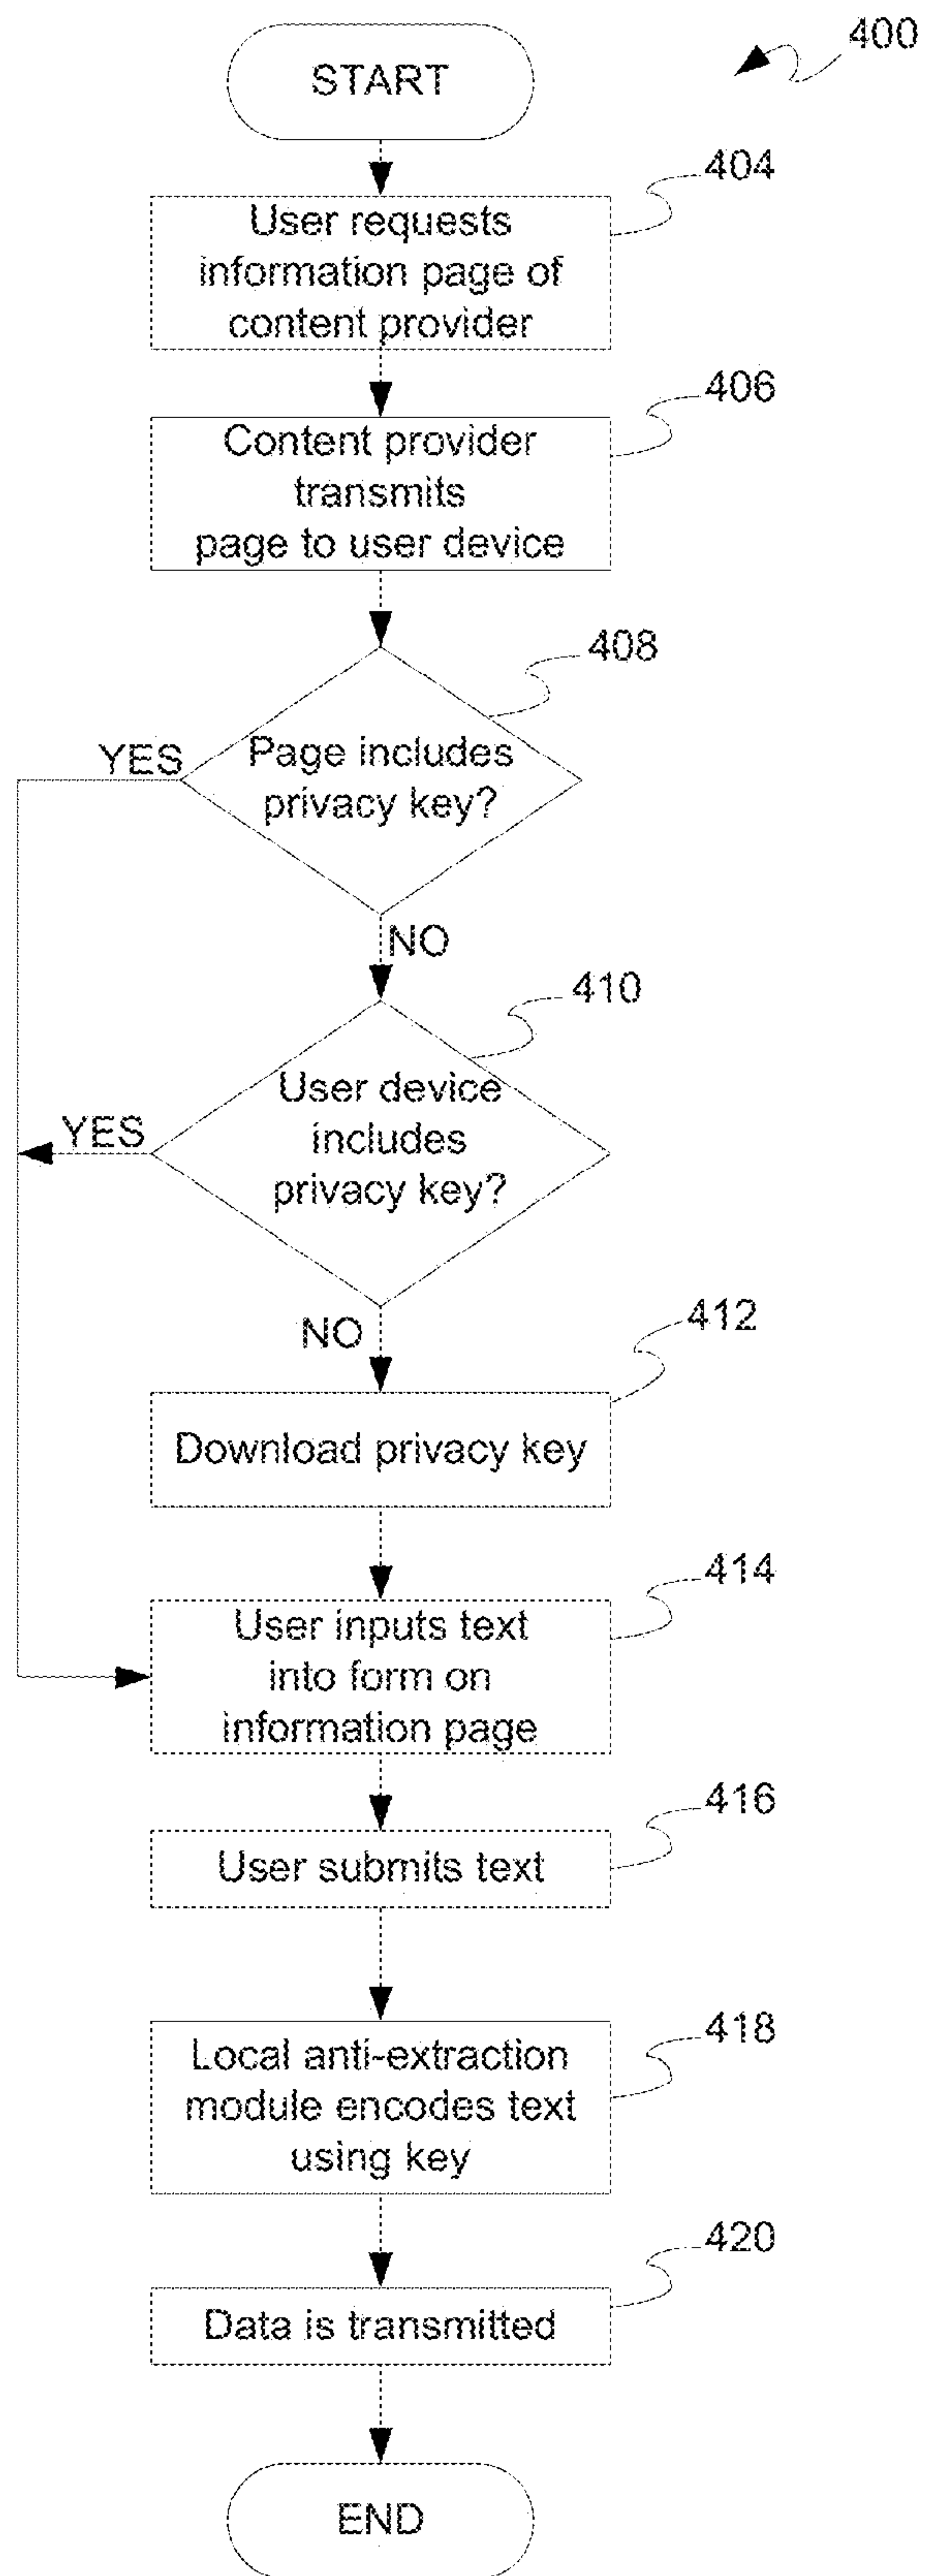 400
START
404
User requests
information page of
content provider
406
Content provider
transmits
page to user device
408
YES
Page includes
privacy key?
NO
410
User device
includes
privacy key?
YES
NO
412
Download privacy key
414
User inputs text
into form on
information page
416
User submits text
418
Local anti-extraction
module encodes text
using key
420
Data is transmitted
END